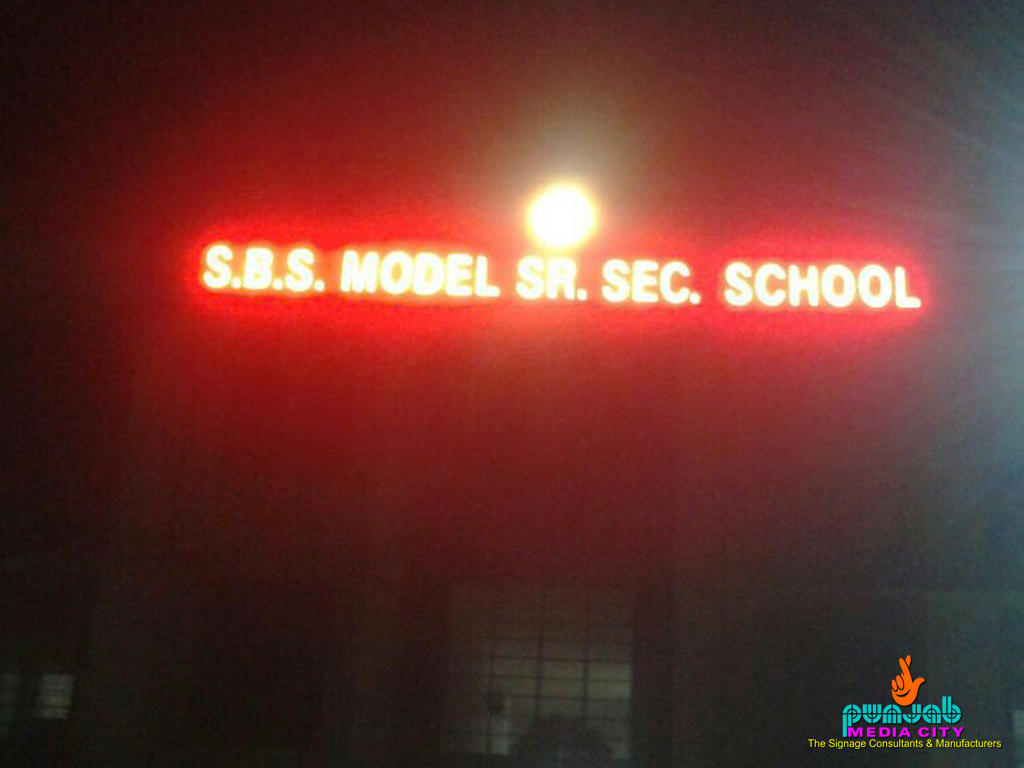 S.B.S. MODEL SR. SEC. SCHOOL
punjab
MEDIA CITY
The Signage Consultants & Manufacturers